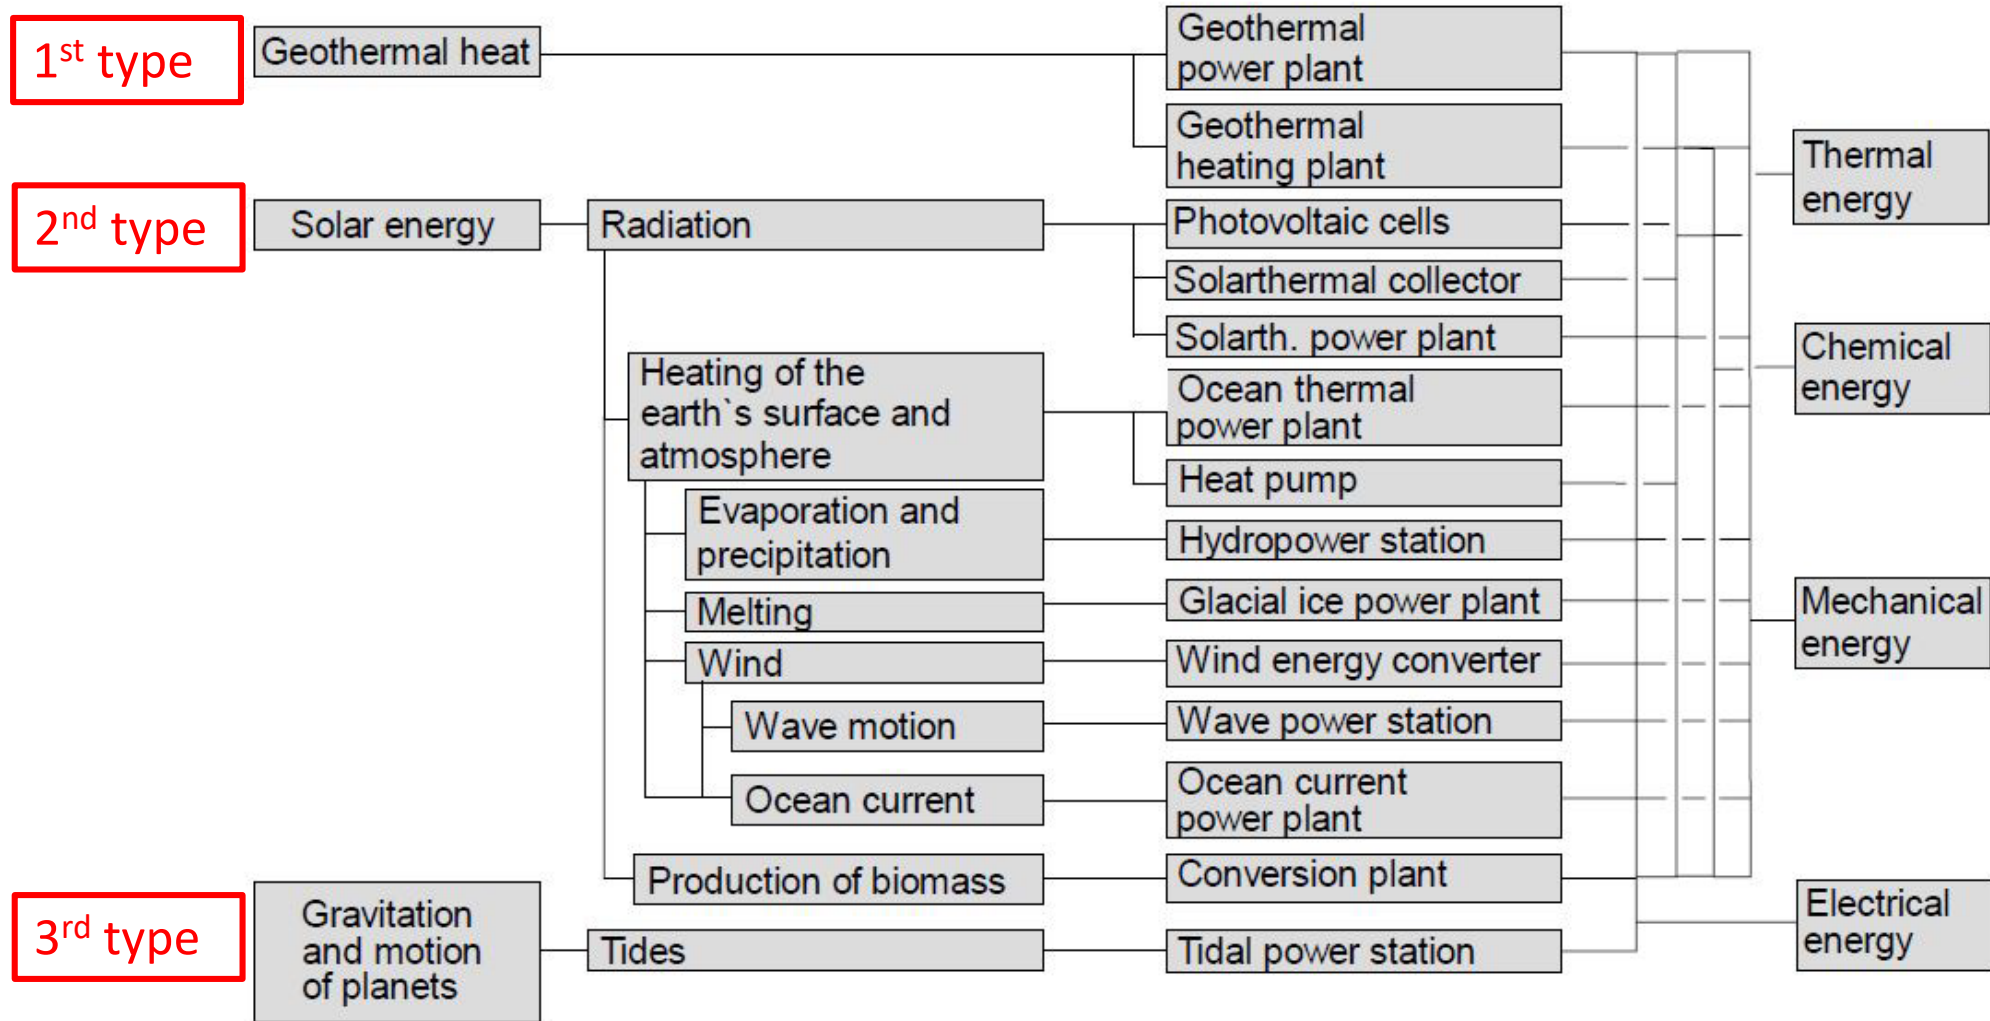 1st type
Geothermal heat
Geothermal
power plant
Geothermal
heating plant
Thermal
energy
2nd type
Solar energy
Radiation
Photovoltaic cells
Solarthermal collector
Solarth. power plant
Chemical
energy
Heating of the
earth`s surface and
atmosphere
Ocean thermal
power plant
Heat pump
Evaporation and
precipitation
Hydropower station
Melting
Glacial ice power plant
Mechanical
energy
Wind
Wind energy converter
Wave motion
Wave power station
Ocean current
Ocean current
power plant
Production of biomass
Conversion plant
Electrical
energy
3rd type
Gravitation
and motion
of planets
Tides
Tidal power station